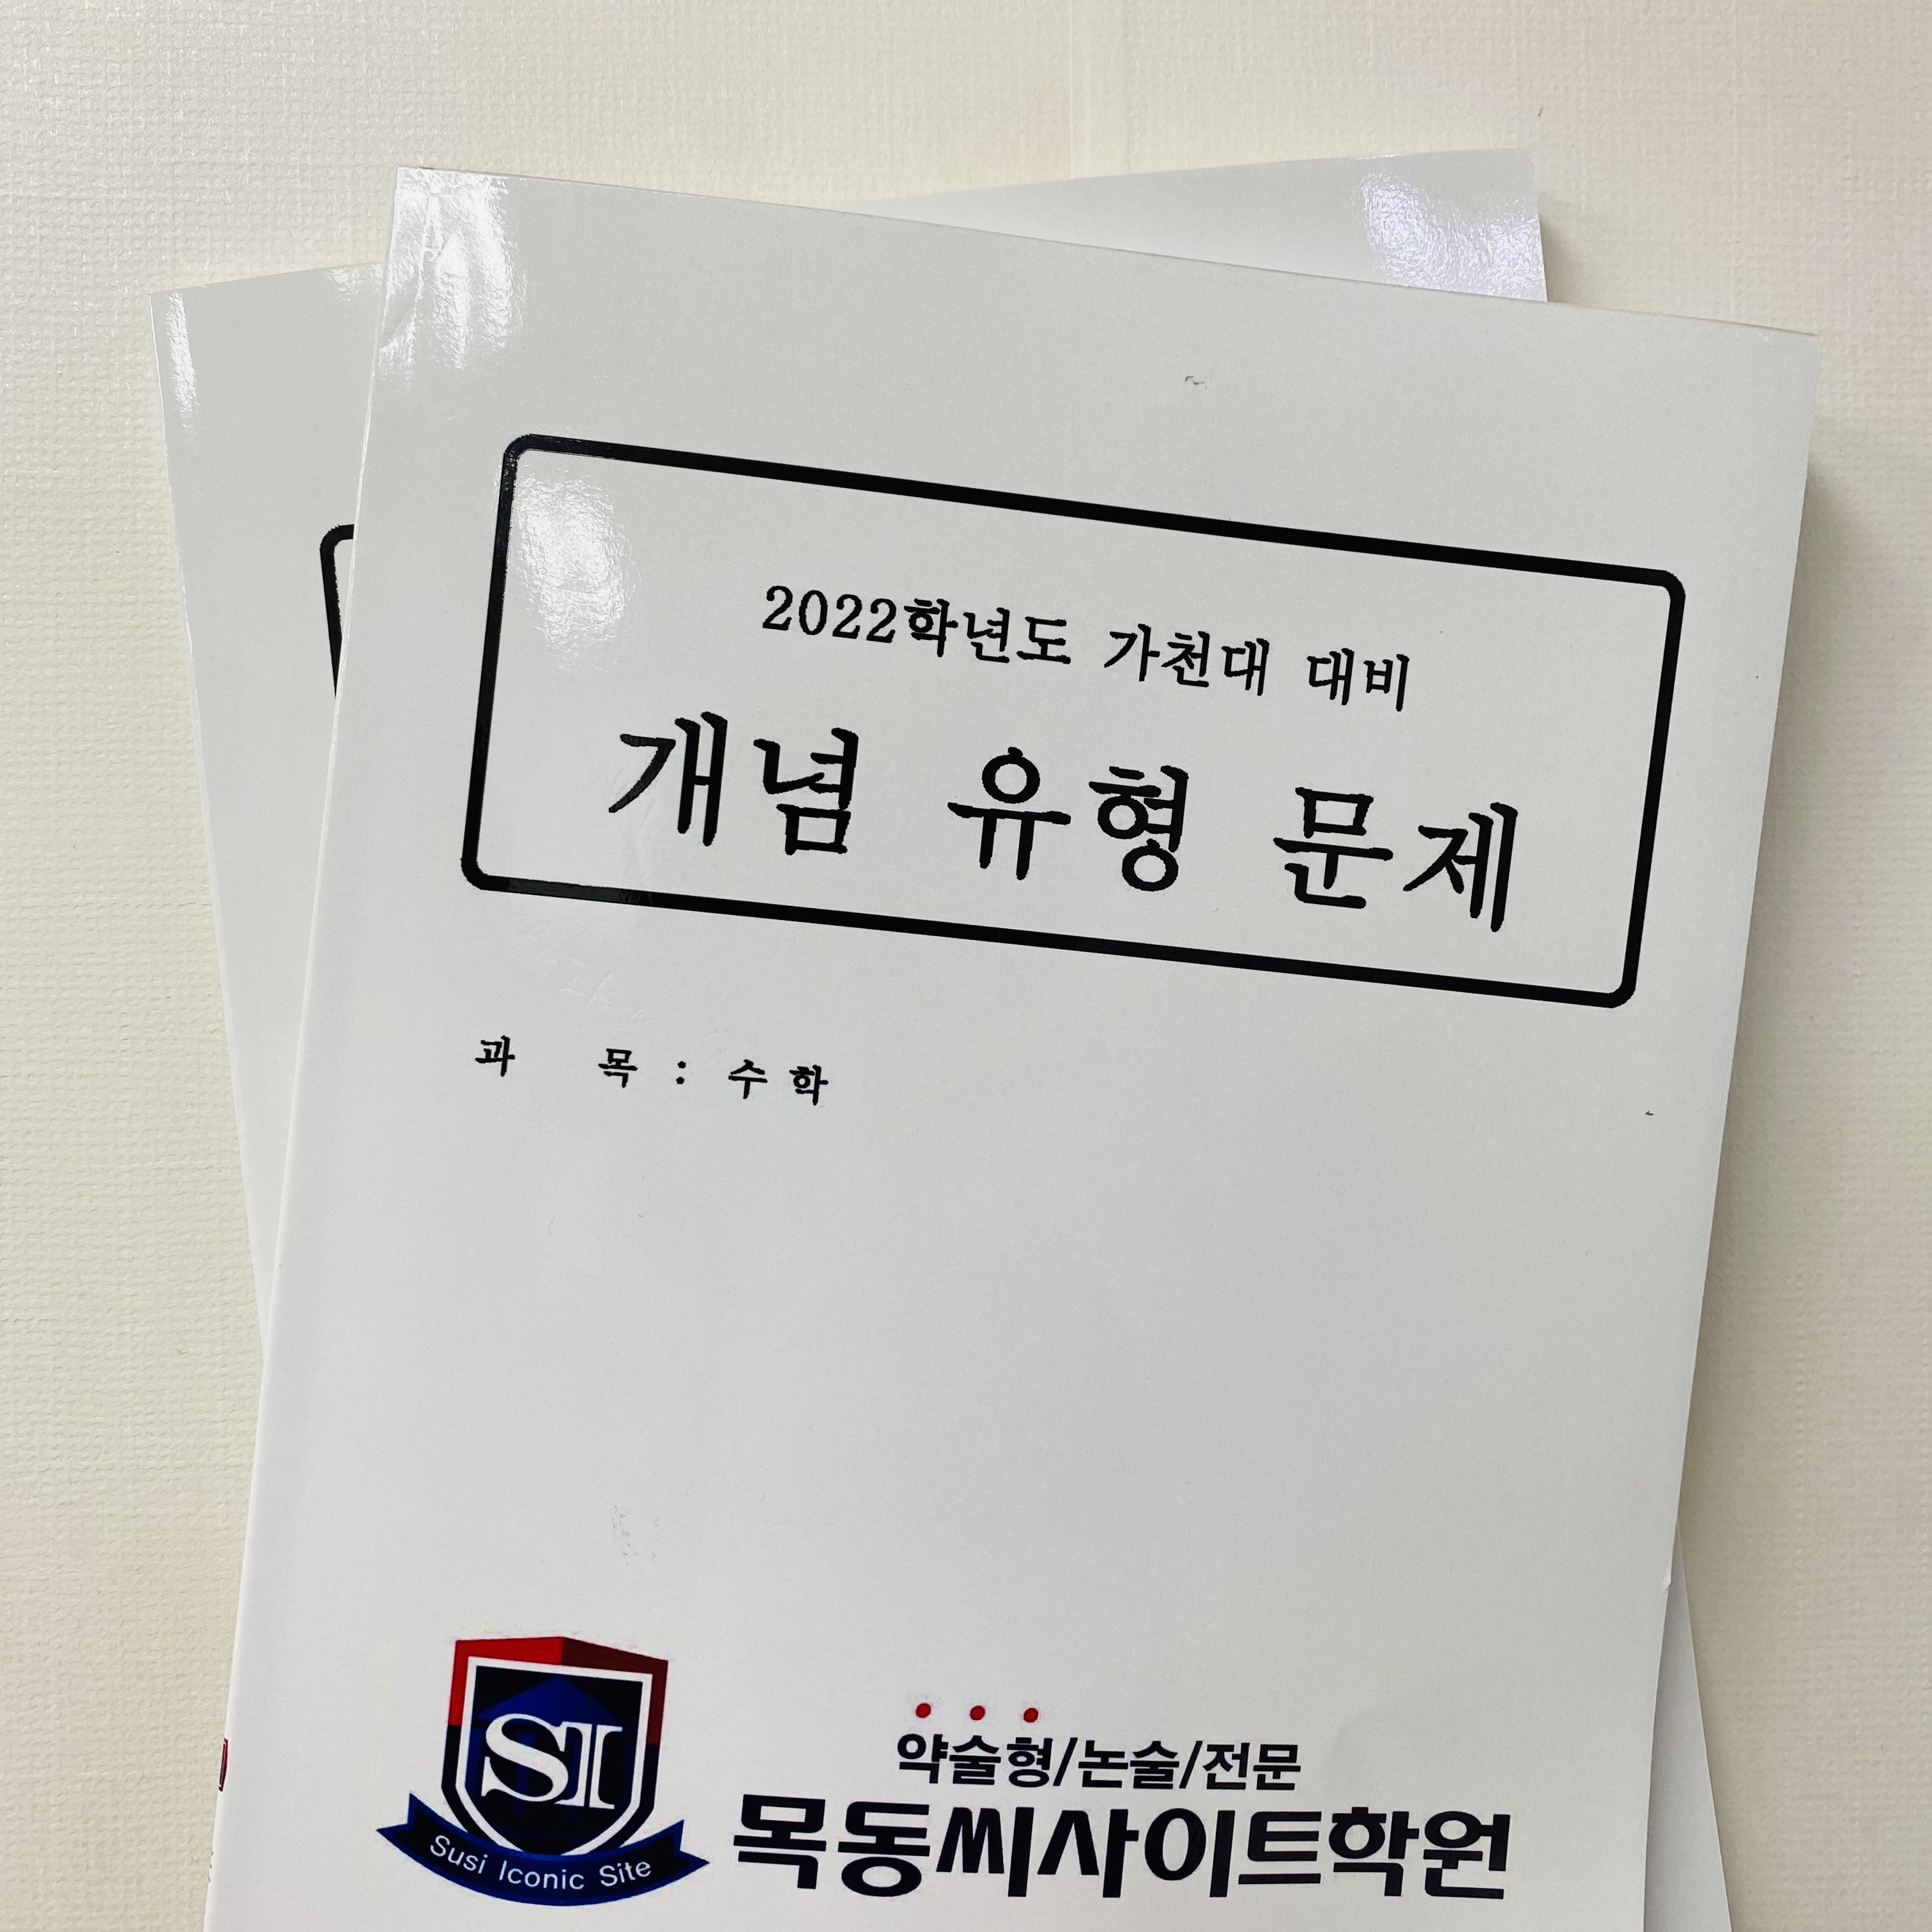 2022학년도 가천대 대비
개념 유형 문제
과 목 : 수학
SI
Susi Iconic Site
약술형/논술/전문
목동씨사이트학원